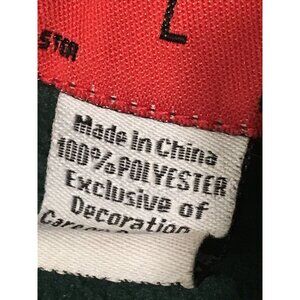 L
Made in China
100% POLYESTER
Exclusive of
Decoration